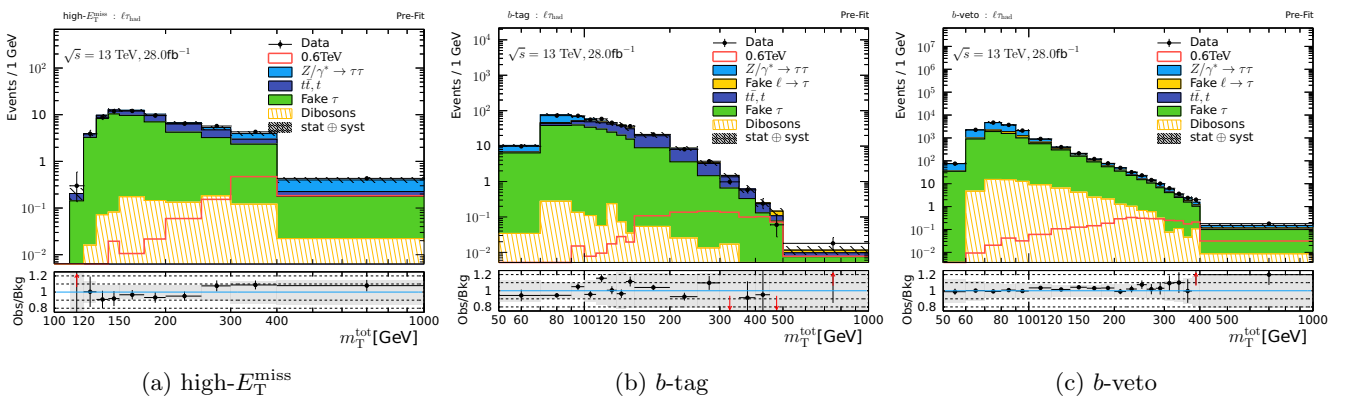 high-E_T^miss : ℓτ_had
Pre-Fit
Events / 1 GeV
10²
10
1
10⁻¹
10⁻²
√s = 13 TeV, 28.0fb⁻¹
Data
0.6TeV
Z/γ* → ττ
tt̄, t
Fake τ
Dibosons
stat ⊕ syst
Obs/Bkg
1.2
1
0.9
100 120 150 200 300 400 1000
m_T^tot [GeV]
(a) high-E_T^miss
b-tag : ℓτ_had
Pre-Fit
Events / 1 GeV
10⁴
10³
10²
10
1
10⁻¹
10⁻²
√s = 13 TeV, 28.0fb⁻¹
Data
0.6TeV
Z/γ* → ττ
Fake ℓ → τ
tt̄, t
Fake τ
Dibosons
stat ⊕ syst
Obs/Bkg
1.2
1
0.8
50 60 70 100 120 150 200 300 400 500 1000
m_T^tot [GeV]
(b) b-tag
b-veto : ℓτ_had
Pre-Fit
Events / 1 GeV
10⁷
10⁶
10⁵
10⁴
10³
10²
10
1
10⁻¹
10⁻²
√s = 13 TeV, 28.0fb⁻¹
Data
0.6TeV
Z/γ* → ττ
Fake ℓ → τ
tt̄, t
Fake τ
Dibosons
stat ⊕ syst
Obs/Bkg
1.2
1
0.8
50 60 70 100 120 150 200 300 400 500 1000
m_T^tot [GeV]
(c) b-veto